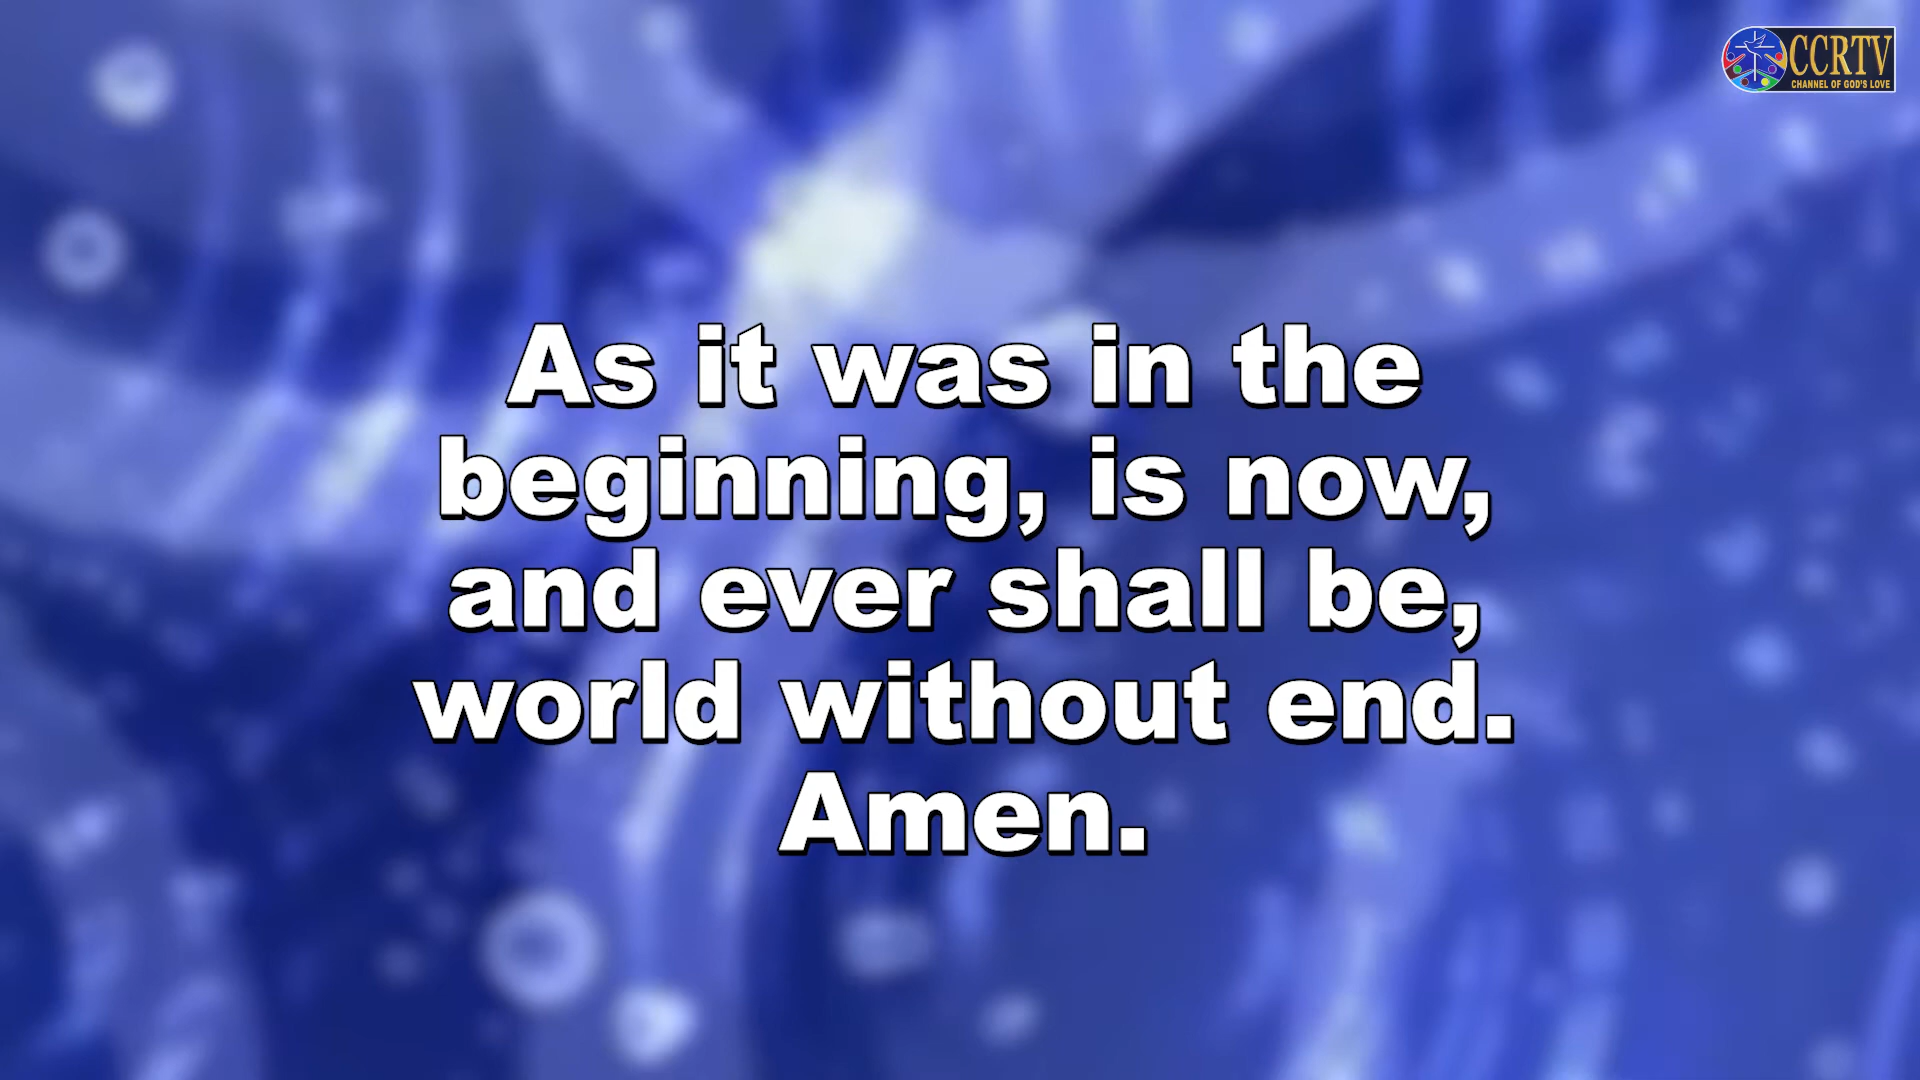 CCRTV
CHANNEL OF GOD'S LOVE
As it was in the
beginning, is now,
and ever shall be,
world without end.
Amen.